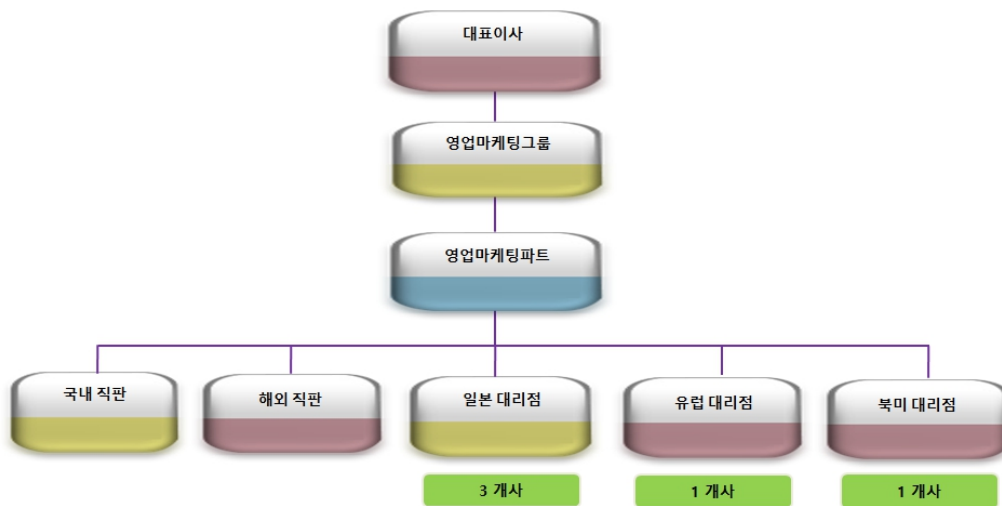 대표이사
영업마케팅그룹
영업마케팅파트
국내 직판
해외 직판
일본 대리점
유럽 대리점
북미 대리점
3 개사
1 개사
1 개사